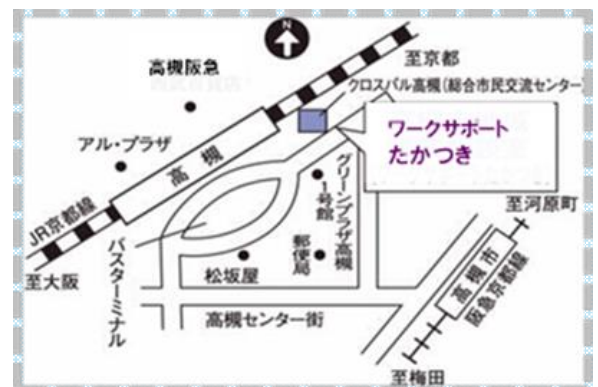 N
至京都
高槻阪急
クロスパル高槻(総合市民交流センター)
ワークサポート
たかつき
アル・プラザ
高槻
グリーンプラザ高槻
1号館
JR京都線
至河原町
至大阪
バスターミナル
松坂屋
郵便局
高槻市
阪急京都線
高槻センター街
至梅田